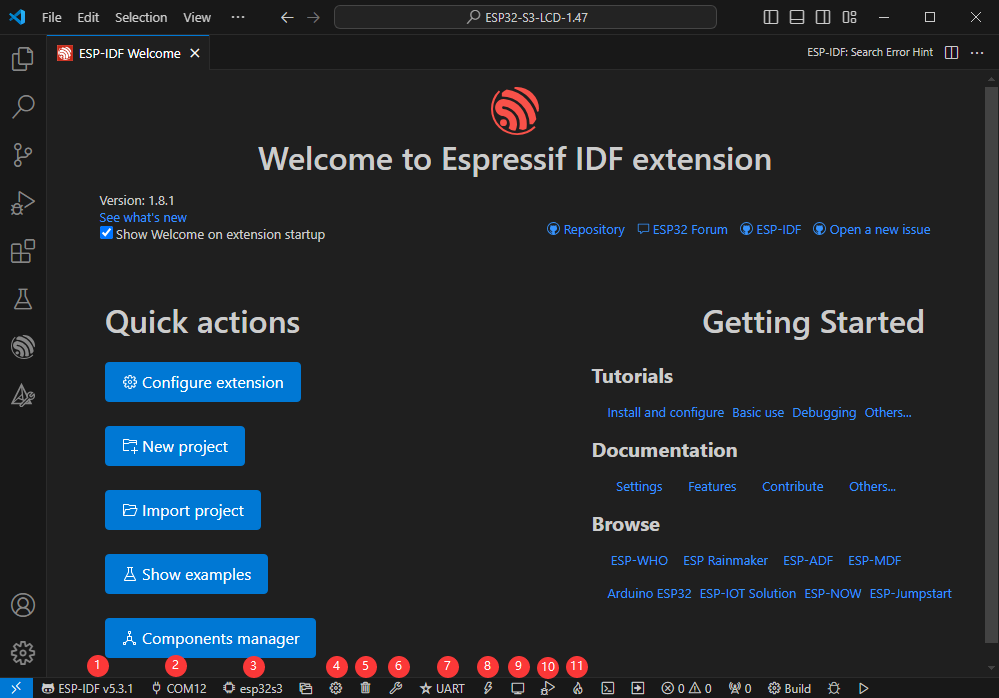 File Edit Selection View ··· ESP32-S3-LCD-1.47
ESP-IDF Welcome ESP-IDF: Search Error Hint ···
Welcome to Espressif IDF extension
Version: 1.8.1
See what's new
Show Welcome on extension startup
Repository ESP32 Forum ESP-IDF Open a new issue
Quick actions
Configure extension
New project
Import project
Show examples
Components manager
Getting Started
Tutorials
Install and configure Basic use Debugging Others...
Documentation
Settings Features Contribute Others...
Browse
ESP-WHO ESP Rainmaker ESP-ADF ESP-MDF
Arduino ESP32 ESP-IOT Solution ESP-NOW ESP-Jumpstart
1 2 3 4 5 6 7 8 9 10 11
ESP-IDF v5.3.1 COM12 esp32s3 UART 0 0 0 Build